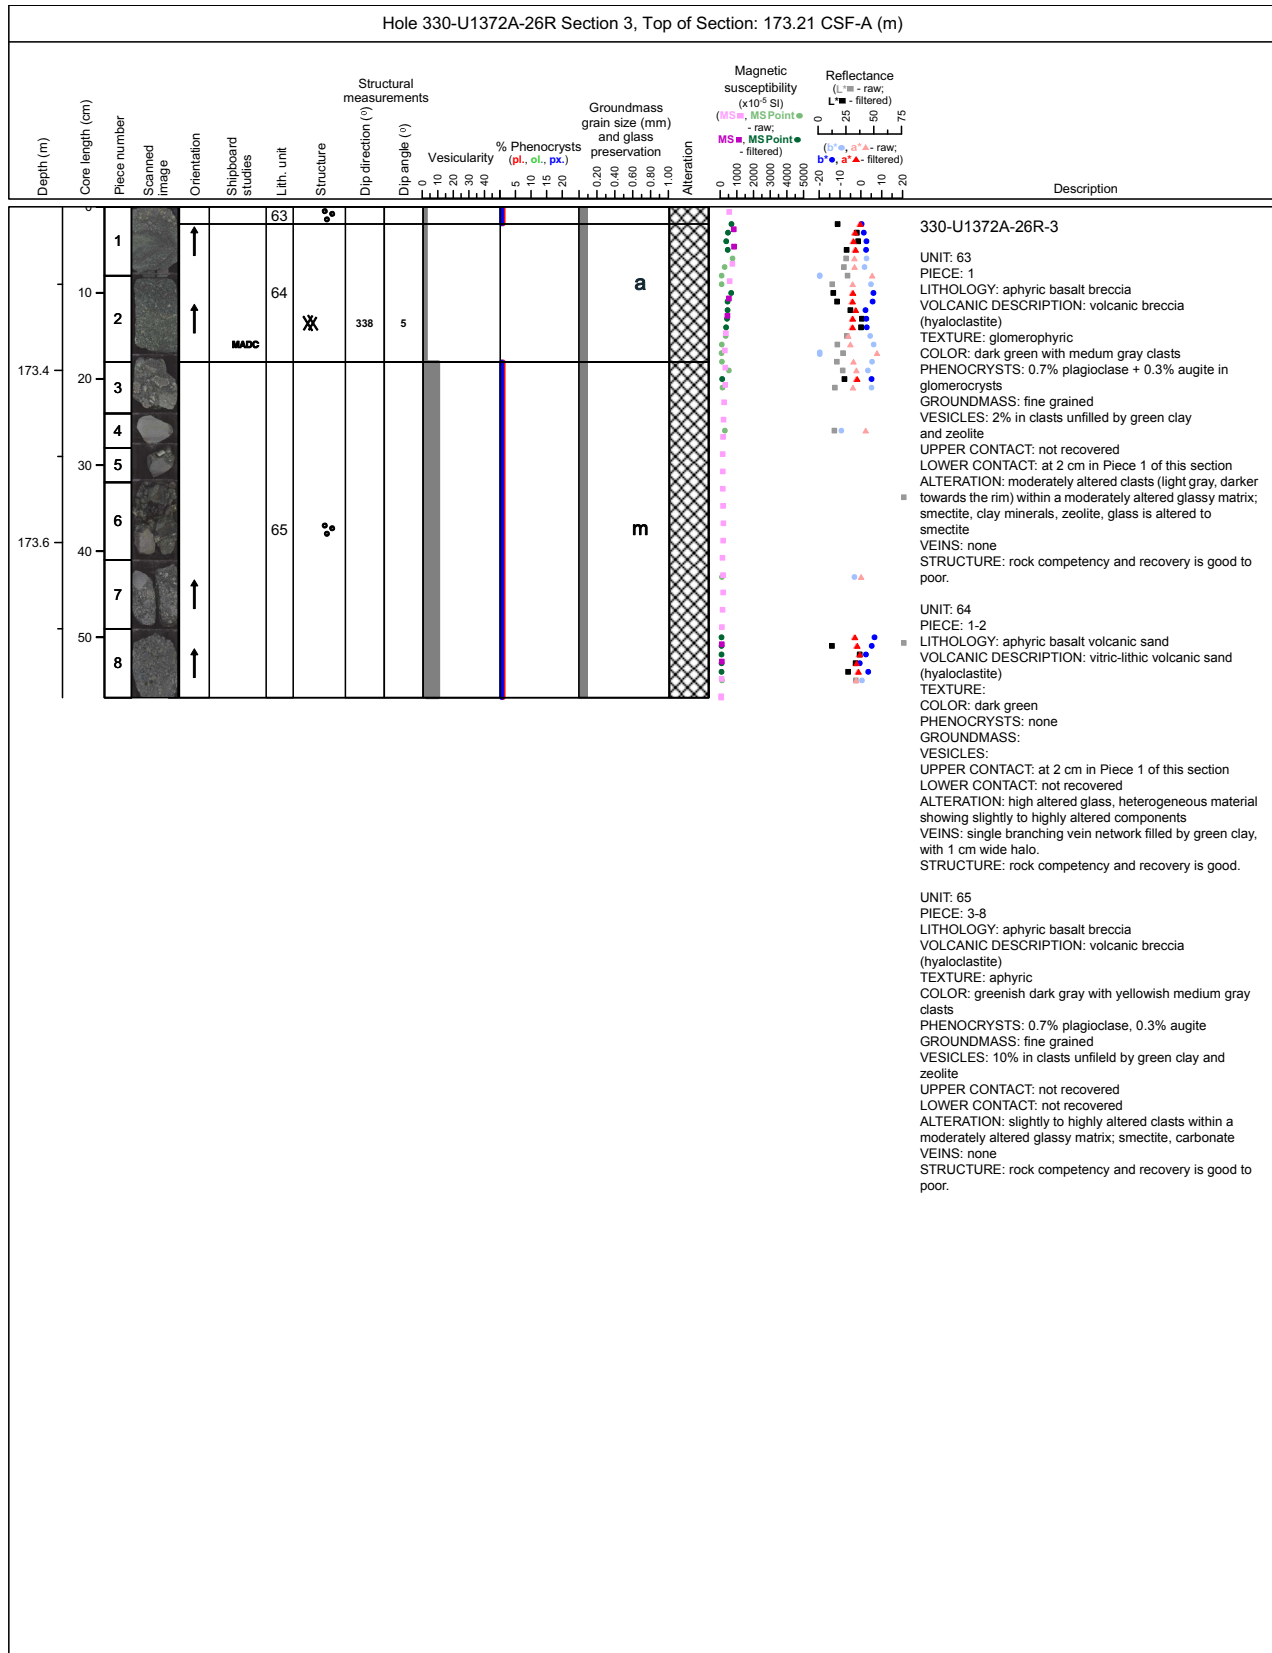 Hole 330-U1372A-26R Section 3, Top of Section: 173.21 CSF-A (m)
Depth (m)
Core length (cm)
Piece number
Scanned
image
Orientation
Shipboard
studies
Lith. unit
Structure
Structural
measurements
Dip direction (⁰)
Dip angle (⁰)
Vesicularity
0 10 20 30 40
% Phenocrysts
(pl., ol., px.)
5 10 15 20
Groundmass
grain size (mm)
and glass
preservation
0.20 0.40 0.60 0.80 1.00
Alteration
Magnetic
susceptibility
(x10⁻⁵ SI)
(MS■, MSPoint●
- raw;
MS■, MSPoint●
- filtered)
0 1000 2000 3000 4000 5000
Reflectance
(L*■ - raw;
L*■ - filtered)
0 25 50 75
(b*●, a*▲- raw;
b*●, a*▲- filtered)
-20 -10 0 10 20
Description
173.4
173.6
0
10
20
30
40
50
1
2
3
4
5
6
7
8
MADC
63
64
65
338
5
a
m
330-U1372A-26R-3
UNIT: 63
PIECE: 1
LITHOLOGY: aphyric basalt breccia
VOLCANIC DESCRIPTION: volcanic breccia
(hyaloclastite)
TEXTURE: glomerophyric
COLOR: dark green with medum gray clasts
PHENOCRYSTS: 0.7% plagioclase + 0.3% augite in
glomerocrysts
GROUNDMASS: fine grained
VESICLES: 2% in clasts unfilled by green clay
and zeolite
UPPER CONTACT: not recovered
LOWER CONTACT: at 2 cm in Piece 1 of this section
ALTERATION: moderately altered clasts (light gray, darker
towards the rim) within a moderately altered glassy matrix;
smectite, clay minerals, zeolite, glass is altered to
smectite
VEINS: none
STRUCTURE: rock competency and recovery is good to
poor.
UNIT: 64
PIECE: 1-2
LITHOLOGY: aphyric basalt volcanic sand
VOLCANIC DESCRIPTION: vitric-lithic volcanic sand
(hyaloclastite)
TEXTURE:
COLOR: dark green
PHENOCRYSTS: none
GROUNDMASS:
VESICLES:
UPPER CONTACT: at 2 cm in Piece 1 of this section
LOWER CONTACT: not recovered
ALTERATION: high altered glass, heterogeneous material
showing slightly to highly altered components
VEINS: single branching vein network filled by green clay,
with 1 cm wide halo.
STRUCTURE: rock competency and recovery is good.
UNIT: 65
PIECE: 3-8
LITHOLOGY: aphyric basalt breccia
VOLCANIC DESCRIPTION: volcanic breccia
(hyaloclastite)
TEXTURE: aphyric
COLOR: greenish dark gray with yellowish medium gray
clasts
PHENOCRYSTS: 0.7% plagioclase, 0.3% augite
GROUNDMASS: fine grained
VESICLES: 10% in clasts unfileld by green clay and
zeolite
UPPER CONTACT: not recovered
LOWER CONTACT: not recovered
ALTERATION: slightly to highly altered clasts within a
moderately altered glassy matrix; smectite, carbonate
VEINS: none
STRUCTURE: rock competency and recovery is good to
poor.